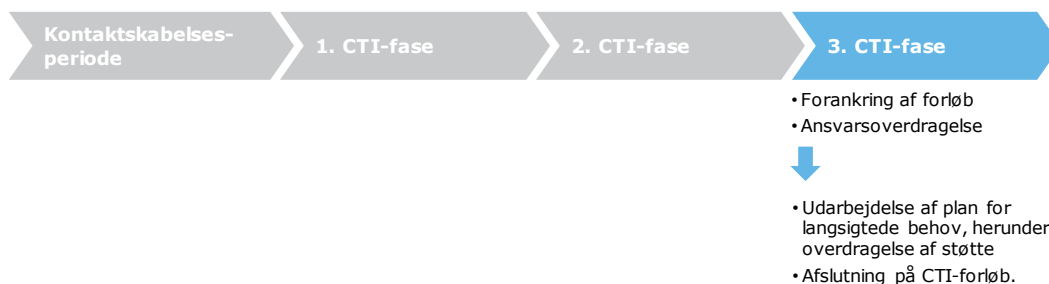 Kontaktskabelses-
periode
1. CTI-fase
2. CTI-fase
3. CTI-fase
• Forankring af forløb
• Ansvarsoverdragelse
• Udarbejdelse af plan for
langsigtede behov, herunder
overdragelse af støtte
• Afslutning på CTI-forløb.